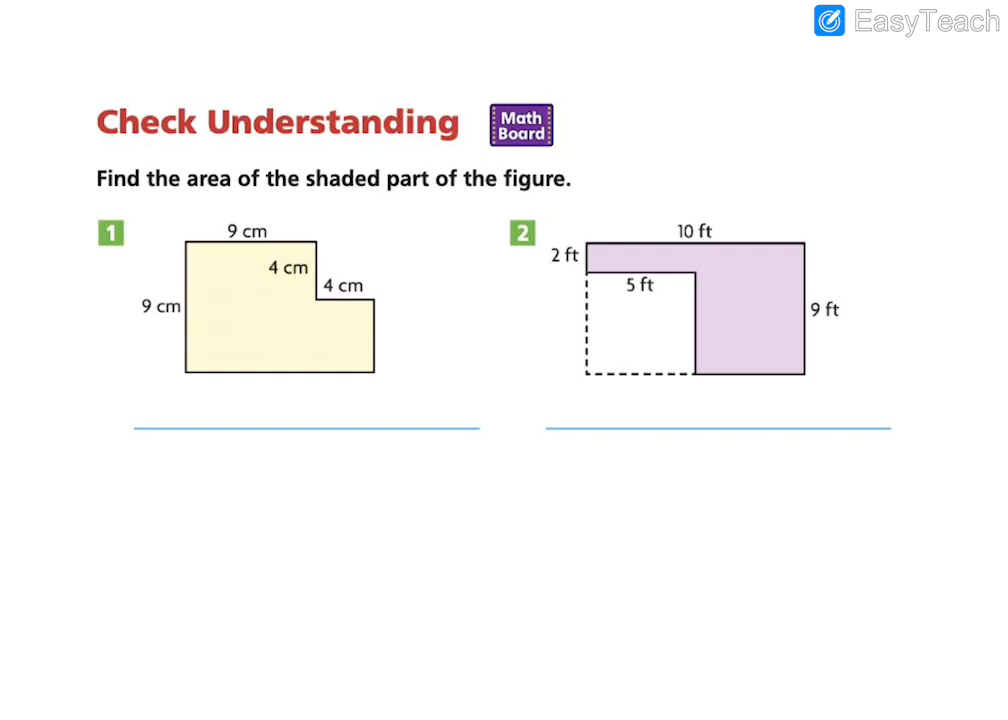 EasyTeach
Check Understanding
Math
Board
Find the area of the shaded part of the figure.
1
9 cm
4 cm
4 cm
9 cm
2
10 ft
2 ft
5 ft
9 ft